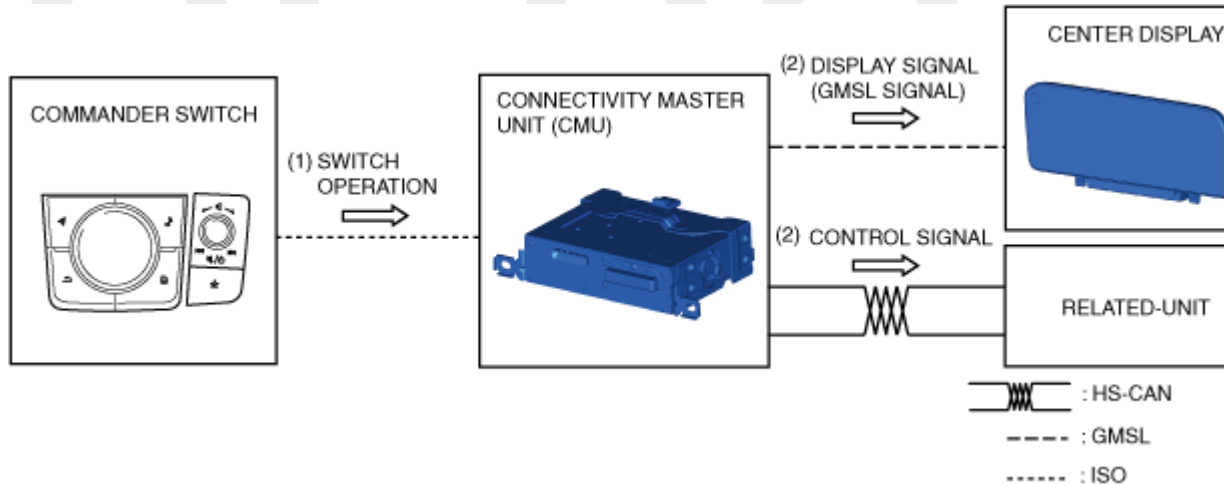 COMMANDER SWITCH
(1) SWITCH
OPERATION
CONNECTIVITY MASTER
UNIT (CMU)
(2) DISPLAY SIGNAL
(GMSL SIGNAL)
CENTER DISPLAY
(2) CONTROL SIGNAL
RELATED-UNIT
: HS-CAN
: GMSL
: ISO